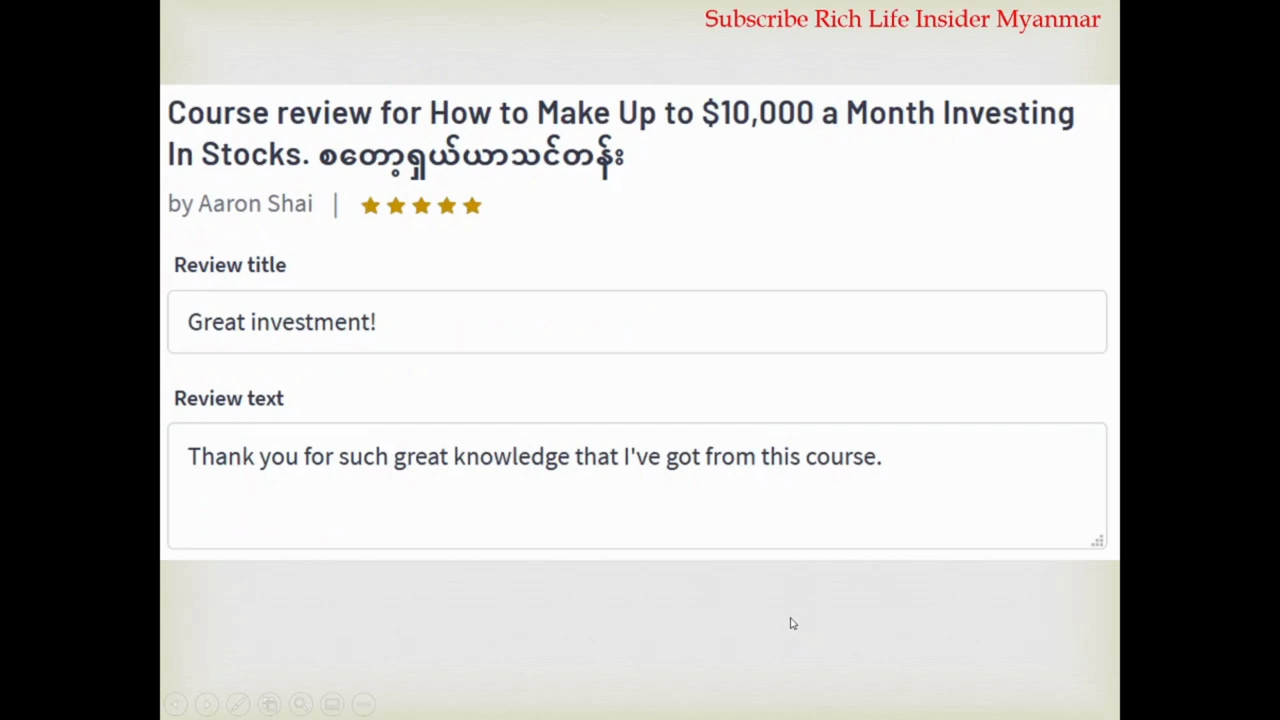 Subscribe Rich Life Insider Myanmar
Course review for How to Make Up to $10,000 a Month Investing
In Stocks. စတော့ရှယ်ယာသင်တန်း
by Aaron Shai |
Review title
Great investment!
Review text
Thank you for such great knowledge that I've got from this course.